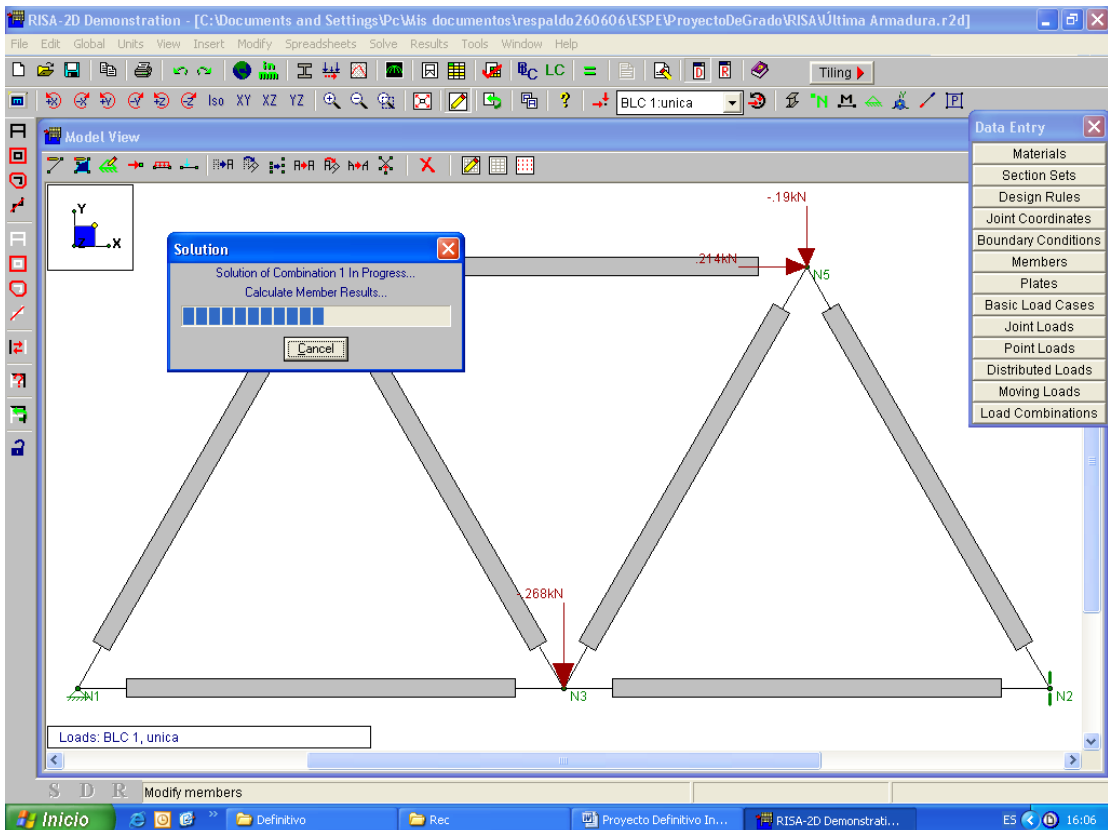 RISA-2D Demonstration - [C:\Documents and Settings\Pc\Mis documentos\respaldo260606\ESPE\ProyectoDeGrado\RISA\Última Armadura.r2d]
File Edit Global Units View Insert Modify Spreadsheets Solve Results Tools Window Help
LC
Tiling
Iso XY XZ YZ
BLC 1:unica
Model View
Data Entry
Materials
Section Sets
Design Rules
Joint Coordinates
Boundary Conditions
Members
Plates
Basic Load Cases
Joint Loads
Point Loads
Distributed Loads
Moving Loads
Load Combinations
Y
X
Z
Solution
Solution of Combination 1 In Progress...
Calculate Member Results...
Cancel
-.19kN
.214kN
N5
-.268kN
N1
N3
N2
Loads: BLC 1, unica
S D R Modify members
Inicio
Definitivo
Rec
Proyecto Definitivo In...
RISA-2D Demonstrati...
ES
16:06